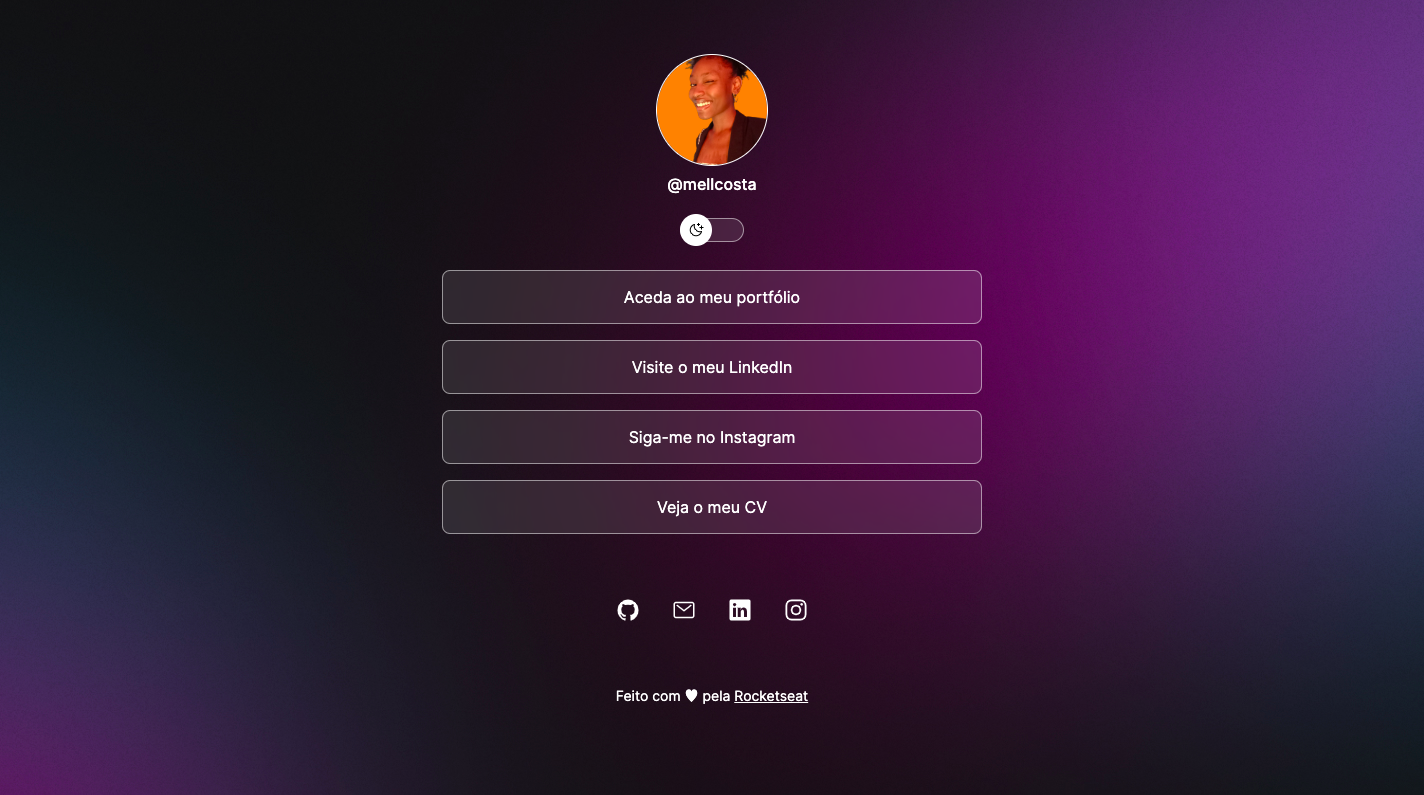 @mellcosta
Aceda ao meu portfólio
Visite o meu LinkedIn
Siga-me no Instagram
Veja o meu CV
Feito com ♥ pela Rocketseat